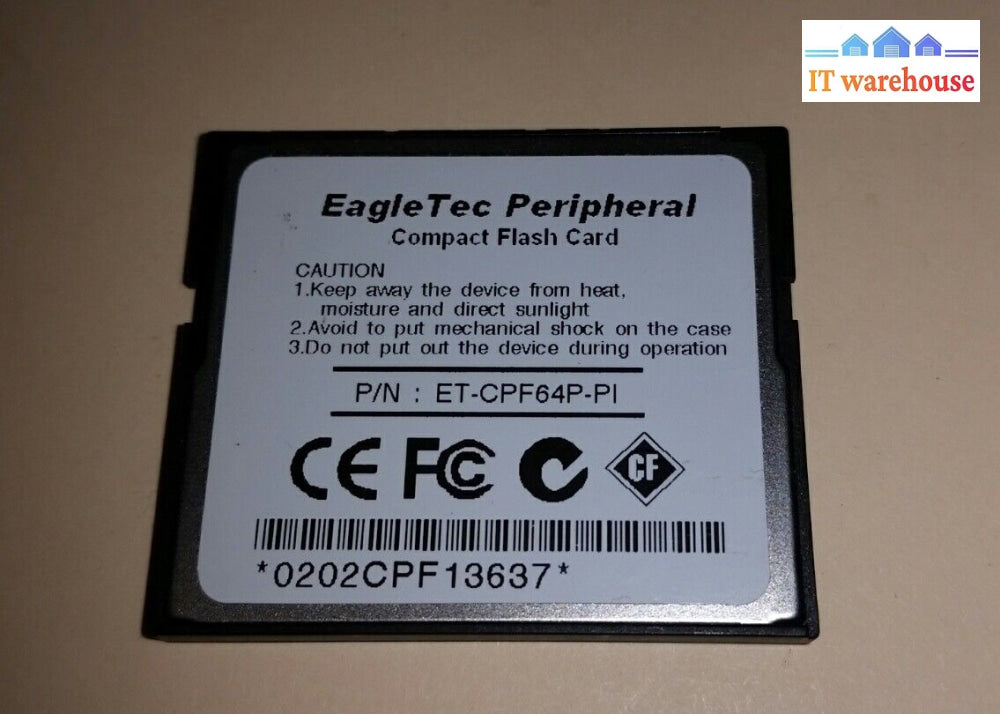 IT warehouse
EagleTec Peripheral
Compact Flash Card
CAUTION
1.Keep away the device from heat,
moisture and direct sunlight
2.Avoid to put mechanical shock on the case
3.Do not put out the device during operation
P/N : ET-CPF64P-PI
CE FC CF
*0202CPF13637*